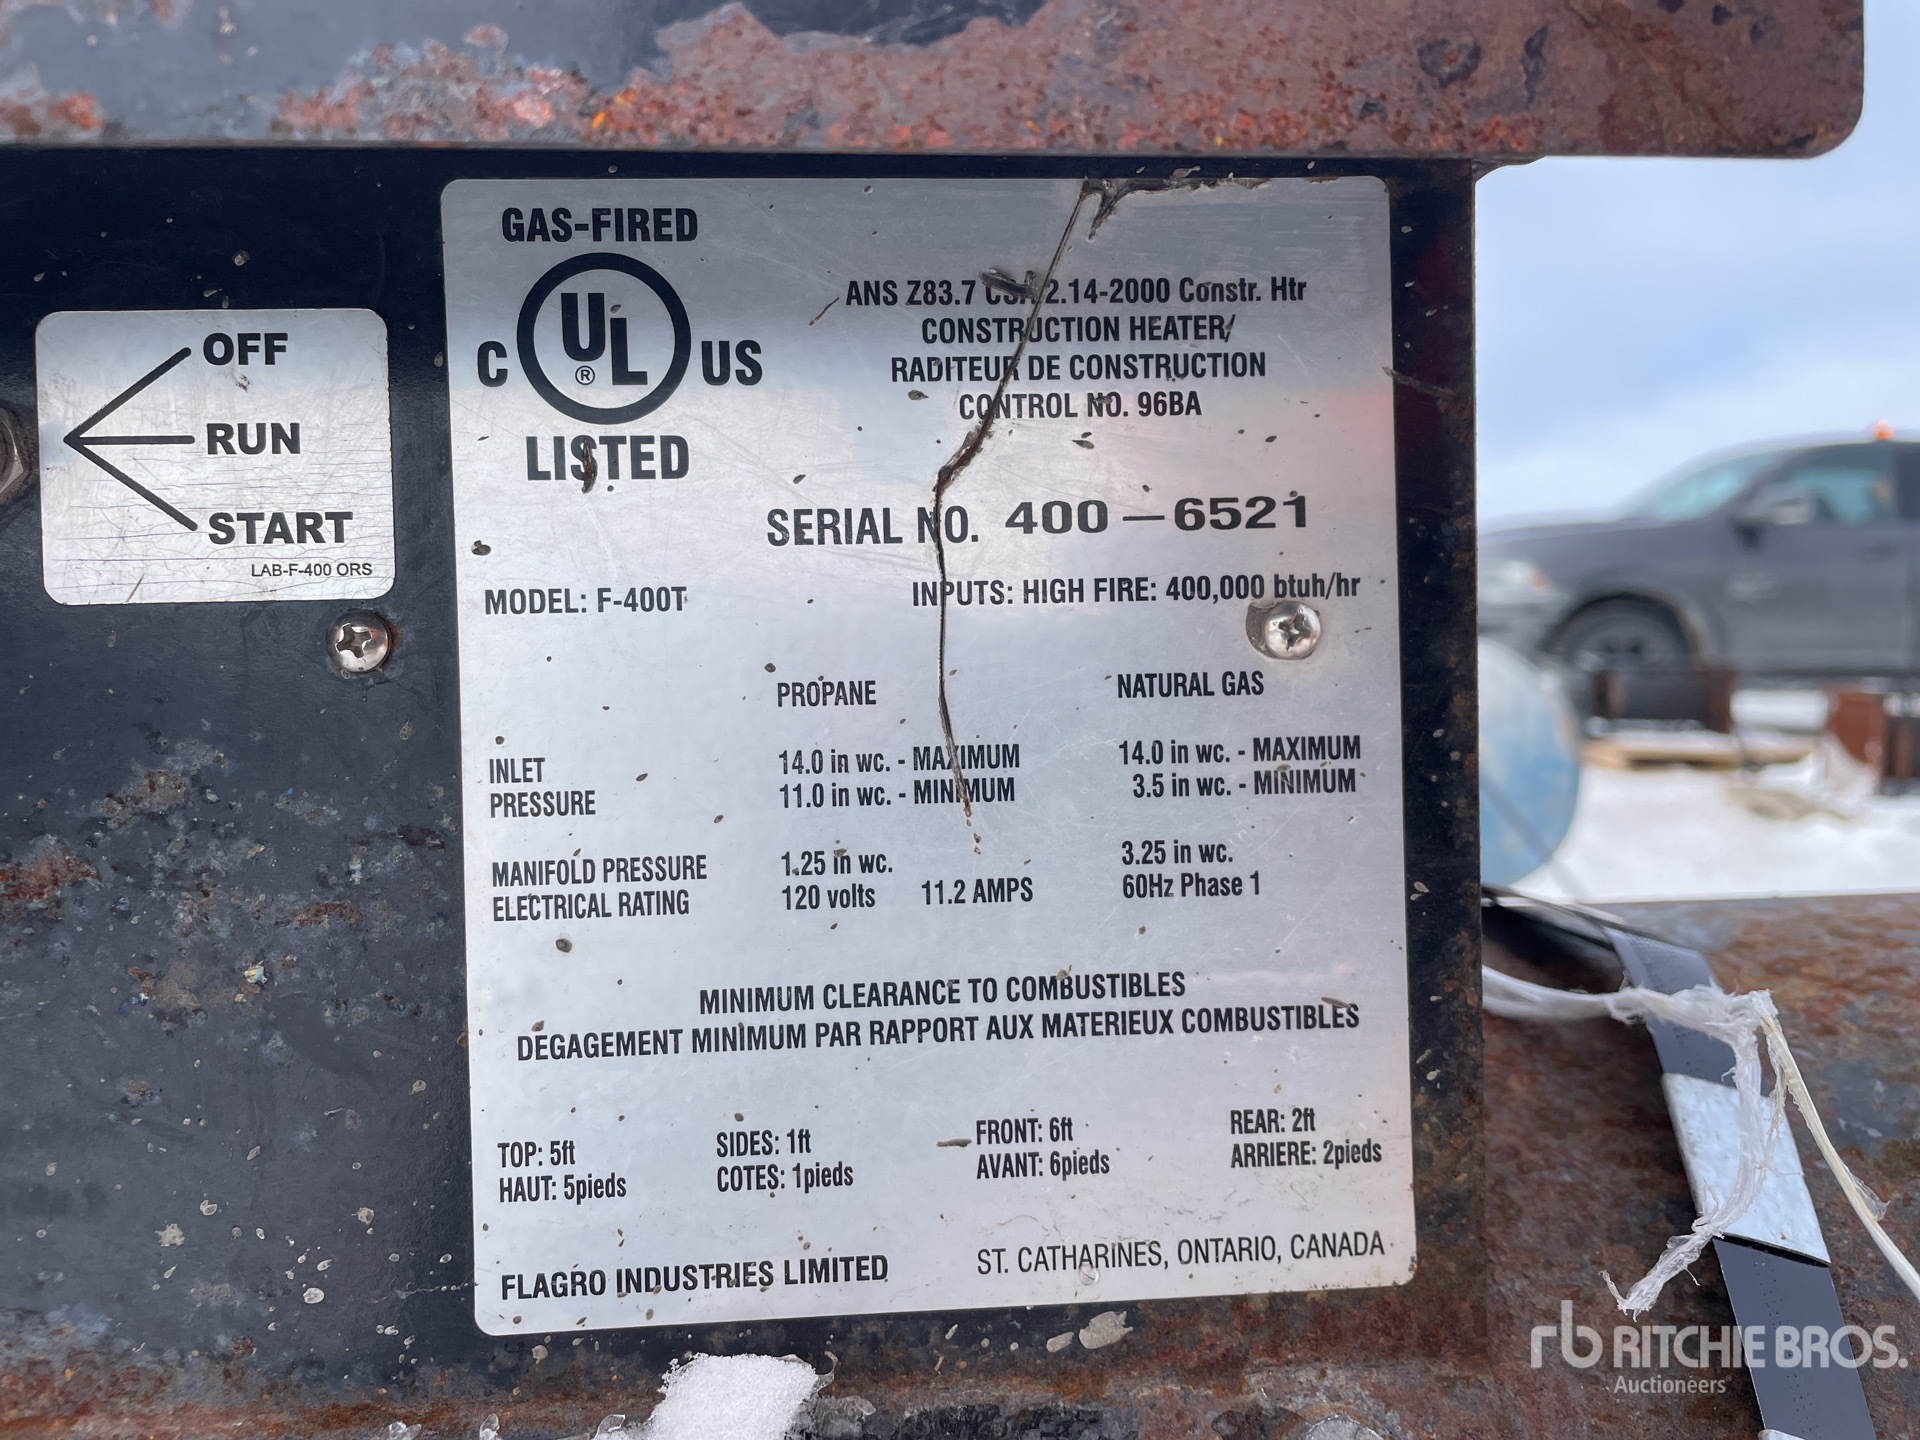 OFF
RUN
START
LAB-F-400 ORS
GAS-FIRED
C UL ® US
LISTED
ANS Z83.7 CSA 2.14-2000 Constr. Htr
CONSTRUCTION HEATER/
RADITEUR DE CONSTRUCTION
CONTROL NO. 96BA
SERIAL NO. 400-6521
MODEL: F-400T INPUTS: HIGH FIRE: 400,000 btuh/hr
PROPANE NATURAL GAS
INLET 14.0 in wc. - MAXIMUM 14.0 in wc. - MAXIMUM
PRESSURE 11.0 in wc. - MINIMUM 3.5 in wc. - MINIMUM
MANIFOLD PRESSURE 1.25 in wc. 3.25 in wc.
ELECTRICAL RATING 120 volts 11.2 AMPS 60Hz Phase 1
MINIMUM CLEARANCE TO COMBUSTIBLES
DEGAGEMENT MINIMUM PAR RAPPORT AUX MATERIEUX COMBUSTIBLES
TOP: 5ft SIDES: 1ft FRONT: 6ft REAR: 2ft
HAUT: 5pieds COTES: 1pieds AVANT: 6pieds ARRIERE: 2pieds
FLAGRO INDUSTRIES LIMITED ST. CATHARINES, ONTARIO, CANADA
rb RITCHIE BROS.
Auctioneers